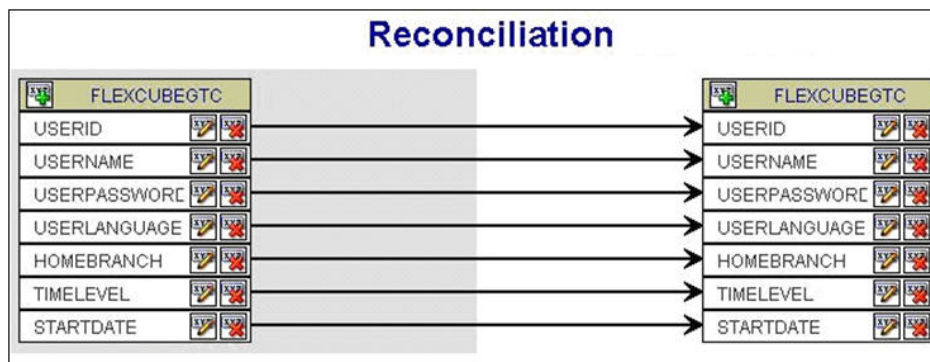 Reconciliation
FLEXCUBEGTC FLEXCUBEGTC
USERID USERID
USERNAME USERNAME
USERPASSWORD USERPASSWORD
USERLANGUAGE USERLANGUAGE
HOMEBRANCH HOMEBRANCH
TIMELEVEL TIMELEVEL
STARTDATE STARTDATE